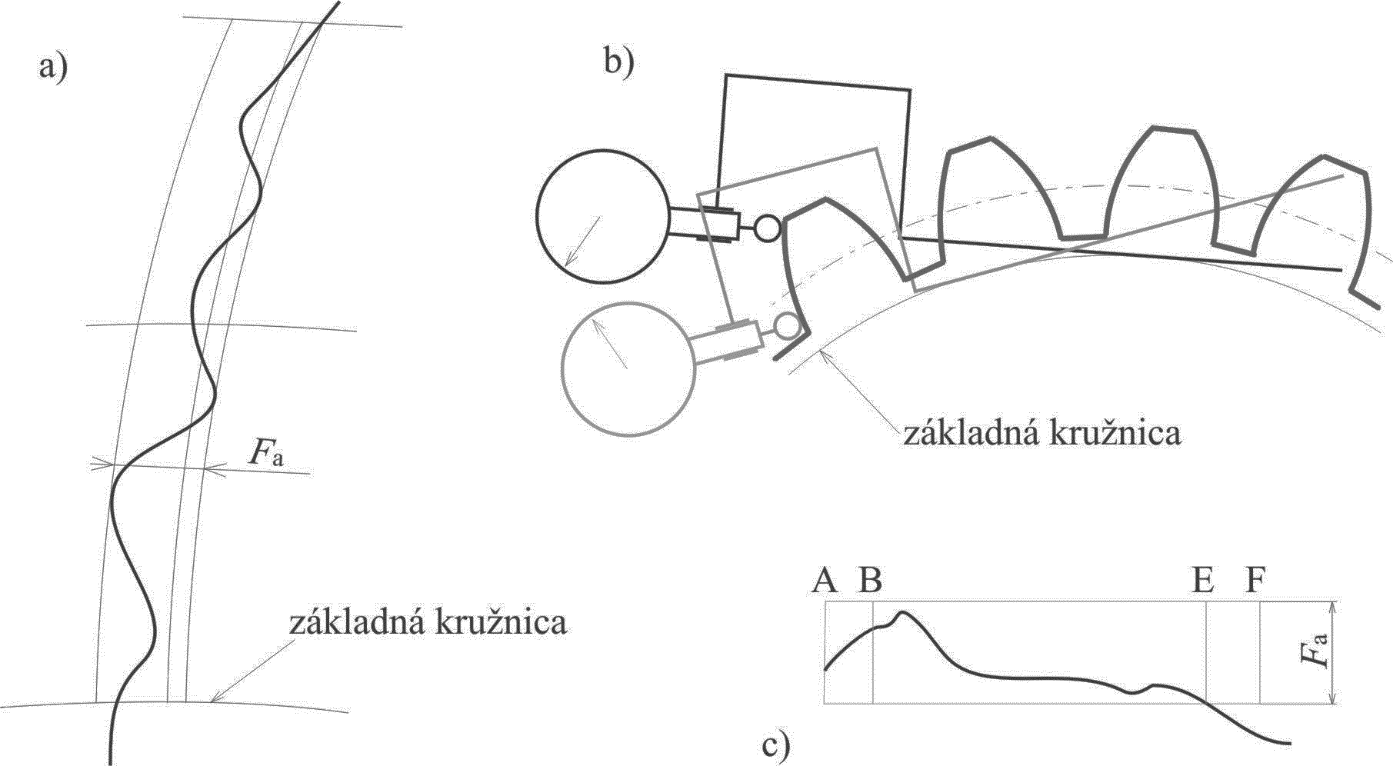 a)
b)
Fa
základná kružnica
základná kružnica
A B E F
Fa
c)